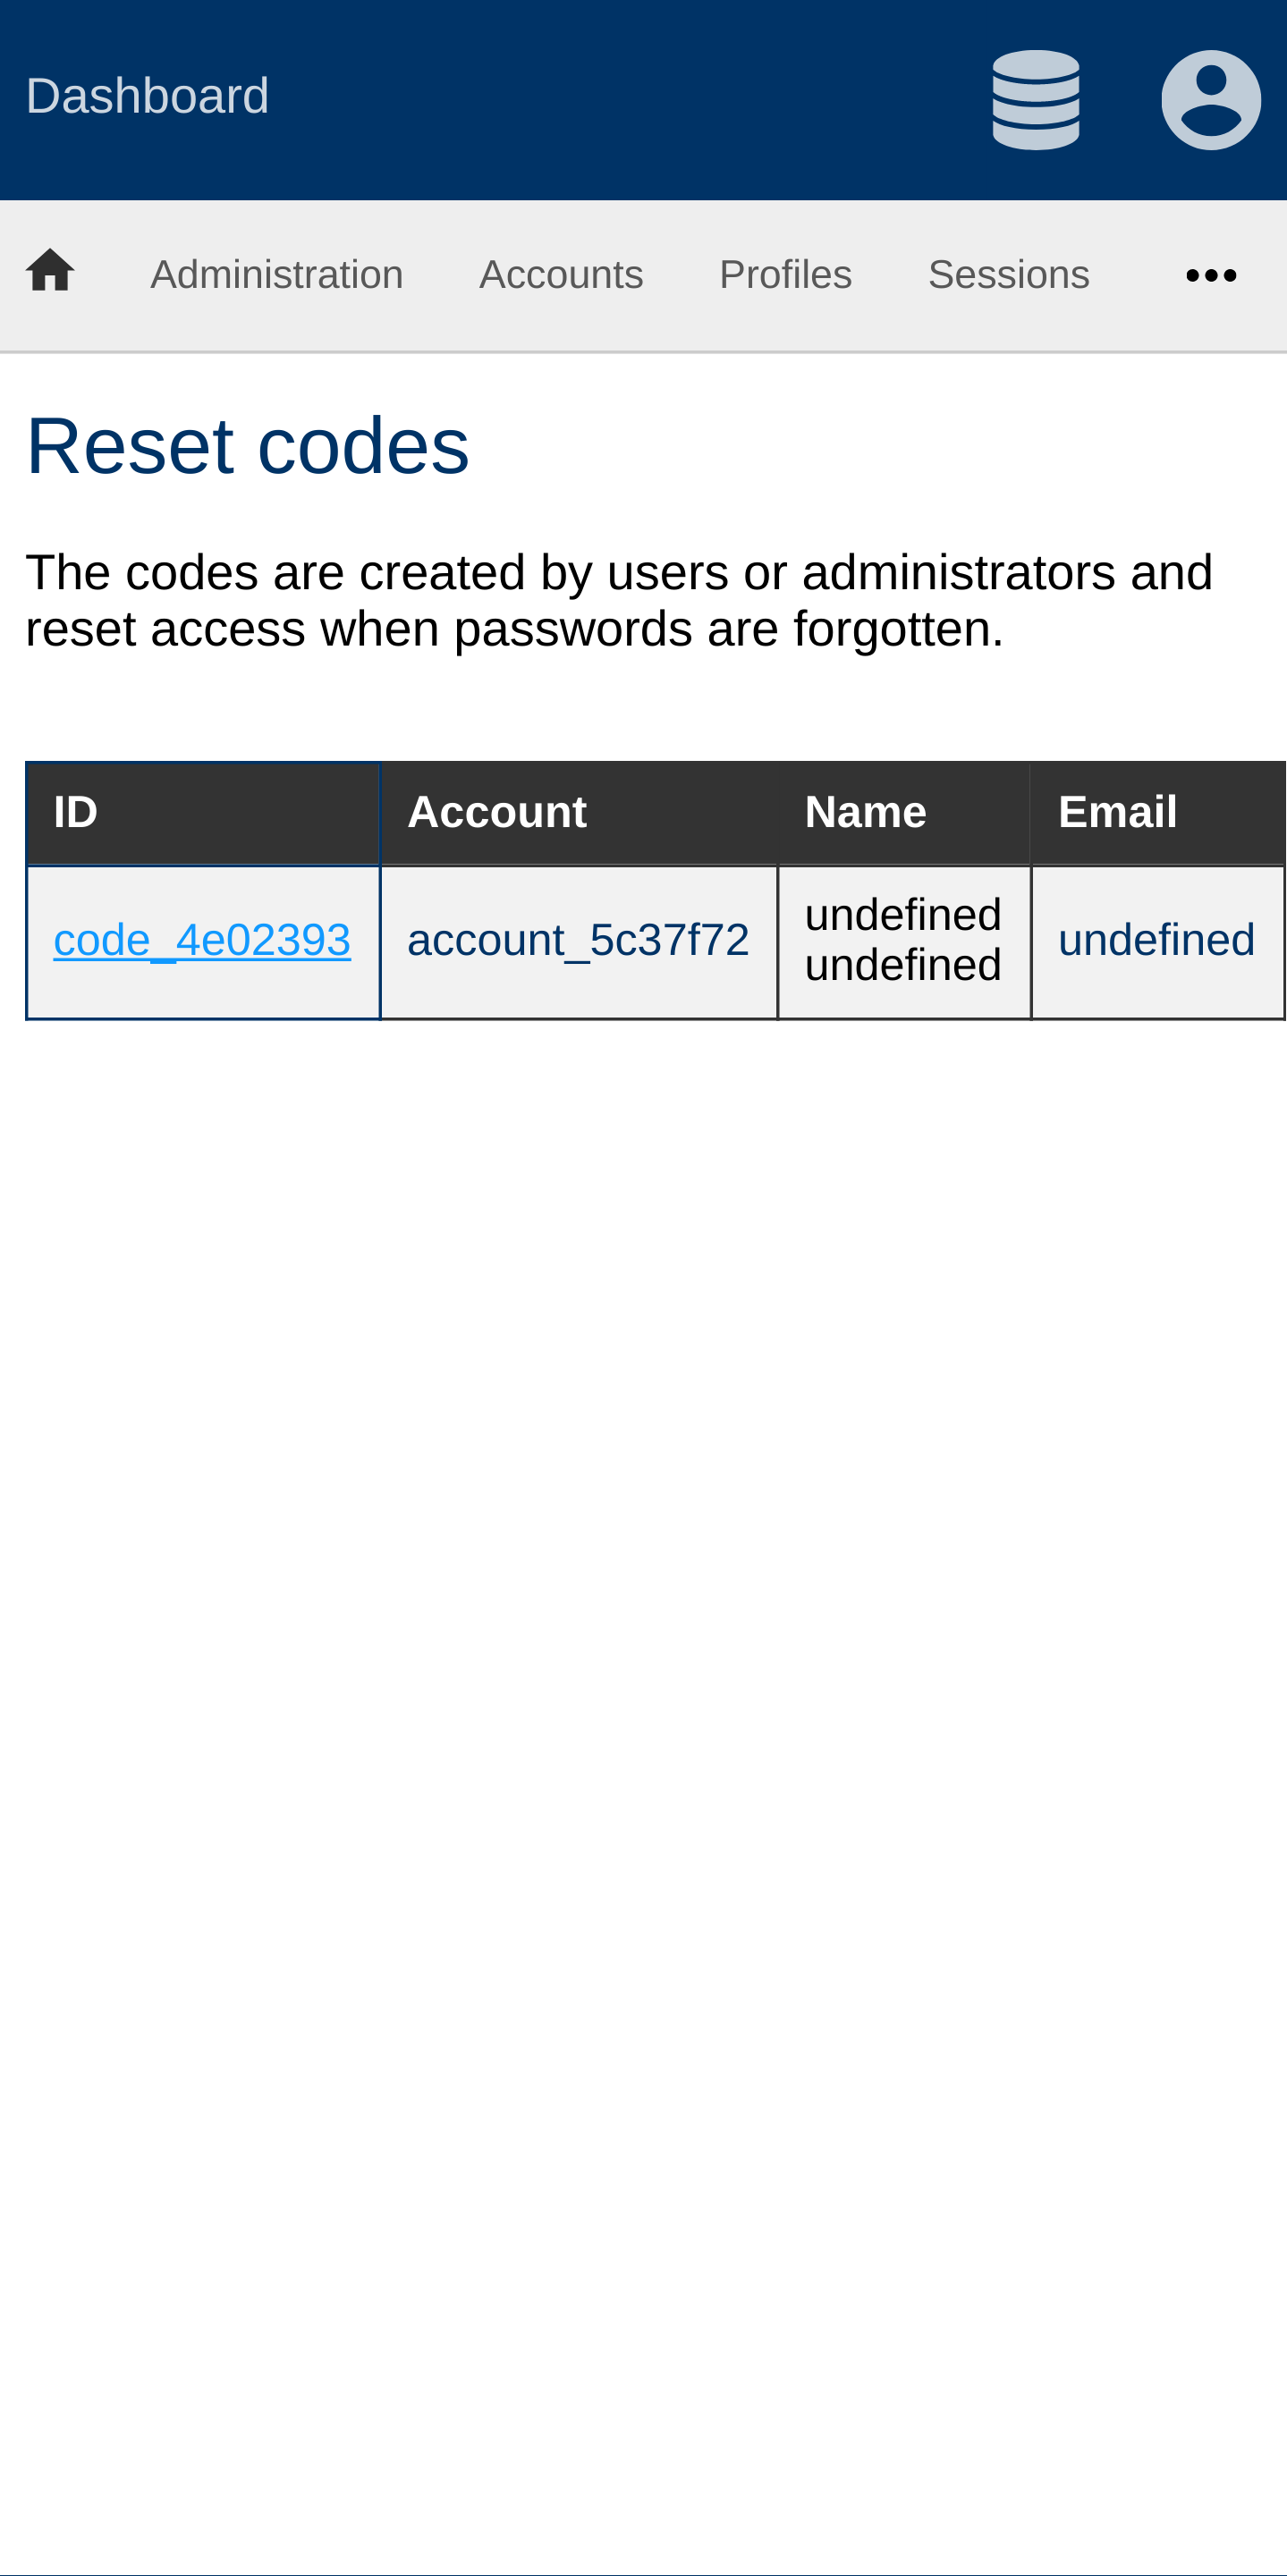 Dashboard
Administration Accounts Profiles Sessions
Reset codes
The codes are created by users or administrators and
reset access when passwords are forgotten.
ID Account Name Email
code_4e02393 account_5c37f72 undefined undefined undefined